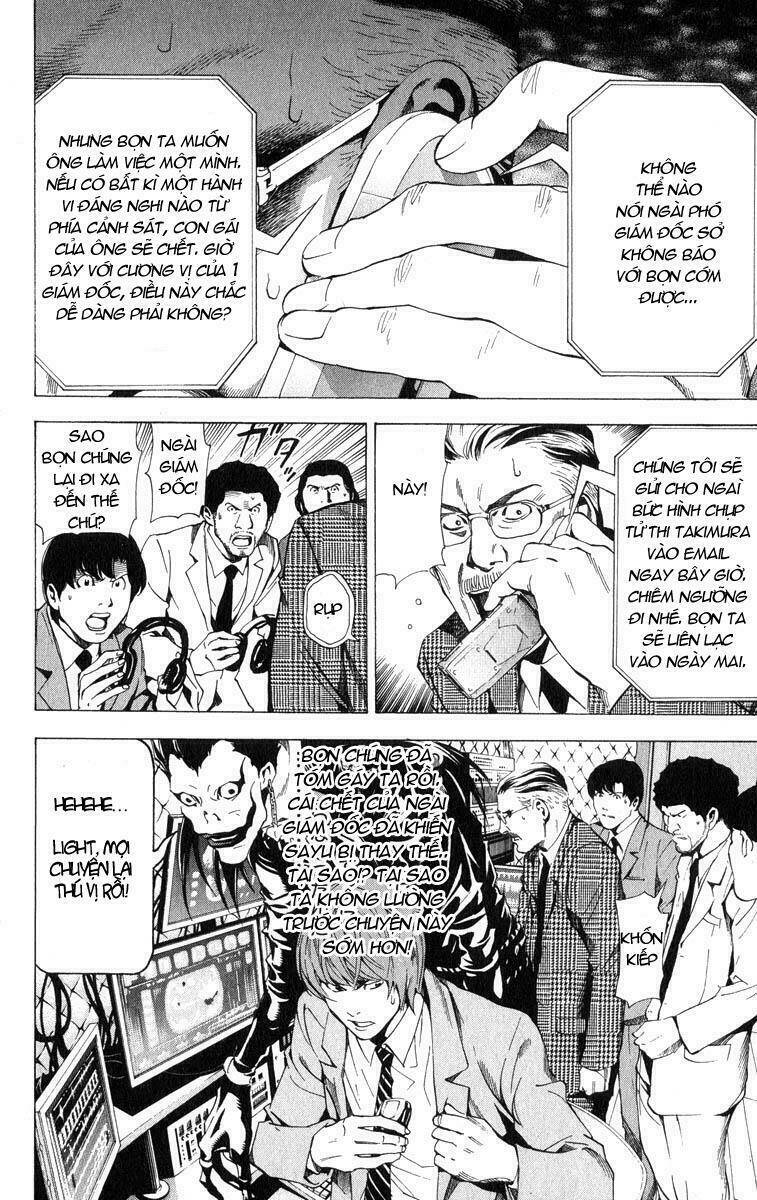 KHÔNG
THỂ NÀO
NÓI NGÀI PHÓ
GIÁM ĐỐC SỞ
KHÔNG BÁO
VỚI BỌN CỚM
ĐƯỢC...
NHƯNG BỌN TA MUỐN
ÔNG LÀM VIỆC MỘT MÌNH.
NẾU CÓ BẤT KÌ MỘT HÀNH
VI ĐÁNG NGHI NÀO TỪ
PHÍA CẢNH SÁT, CON GÁI
CỦA ÔNG SẼ CHẾT. GIỜ
ĐÂY VỚI CƯƠNG VỊ CỦA 1
GIÁM ĐỐC, ĐIỀU NÀY CHẮC
DỄ DÀNG PHẢI KHÔNG?
CHÚNG TÔI SẼ
GỬI CHO NGAÌ
BỨC HÌNH CHỤP
TỬ THI TAKIMURA
VÀO EMAIL
NGAY BÂY GIỜ.
CHIÊM NGƯỠNG
ĐI NHÉ. BỌN TA
SẼ LIÊN LẠC
VÀO NGÀY MAI.
NÀY!
ガタ
RỤP
NGÀI
GIÁM
ĐỐC!
SAO
BỌN CHÚNG
LẠI ĐI XA
ĐẾN THẾ
CHỨ?
KHỐN
KIẾP
BỌN CHÚNG ĐÃ
TÓM GÁY TA RỒI.
CÁI CHẾT CỦA NGÀI
GIÁM ĐỐC ĐÃ KHIẾN
SAYU BỊ THAY THẾ..
TẠI SAO!? TẠI SAO
TA KHÔNG LƯỜNG
TRƯỚC CHUYỆN NÀY
SỚM HƠN!
HEHEHE...
LIGHT, MỌI
CHUYỆN LẠI
THÚ VỊ RỒI!